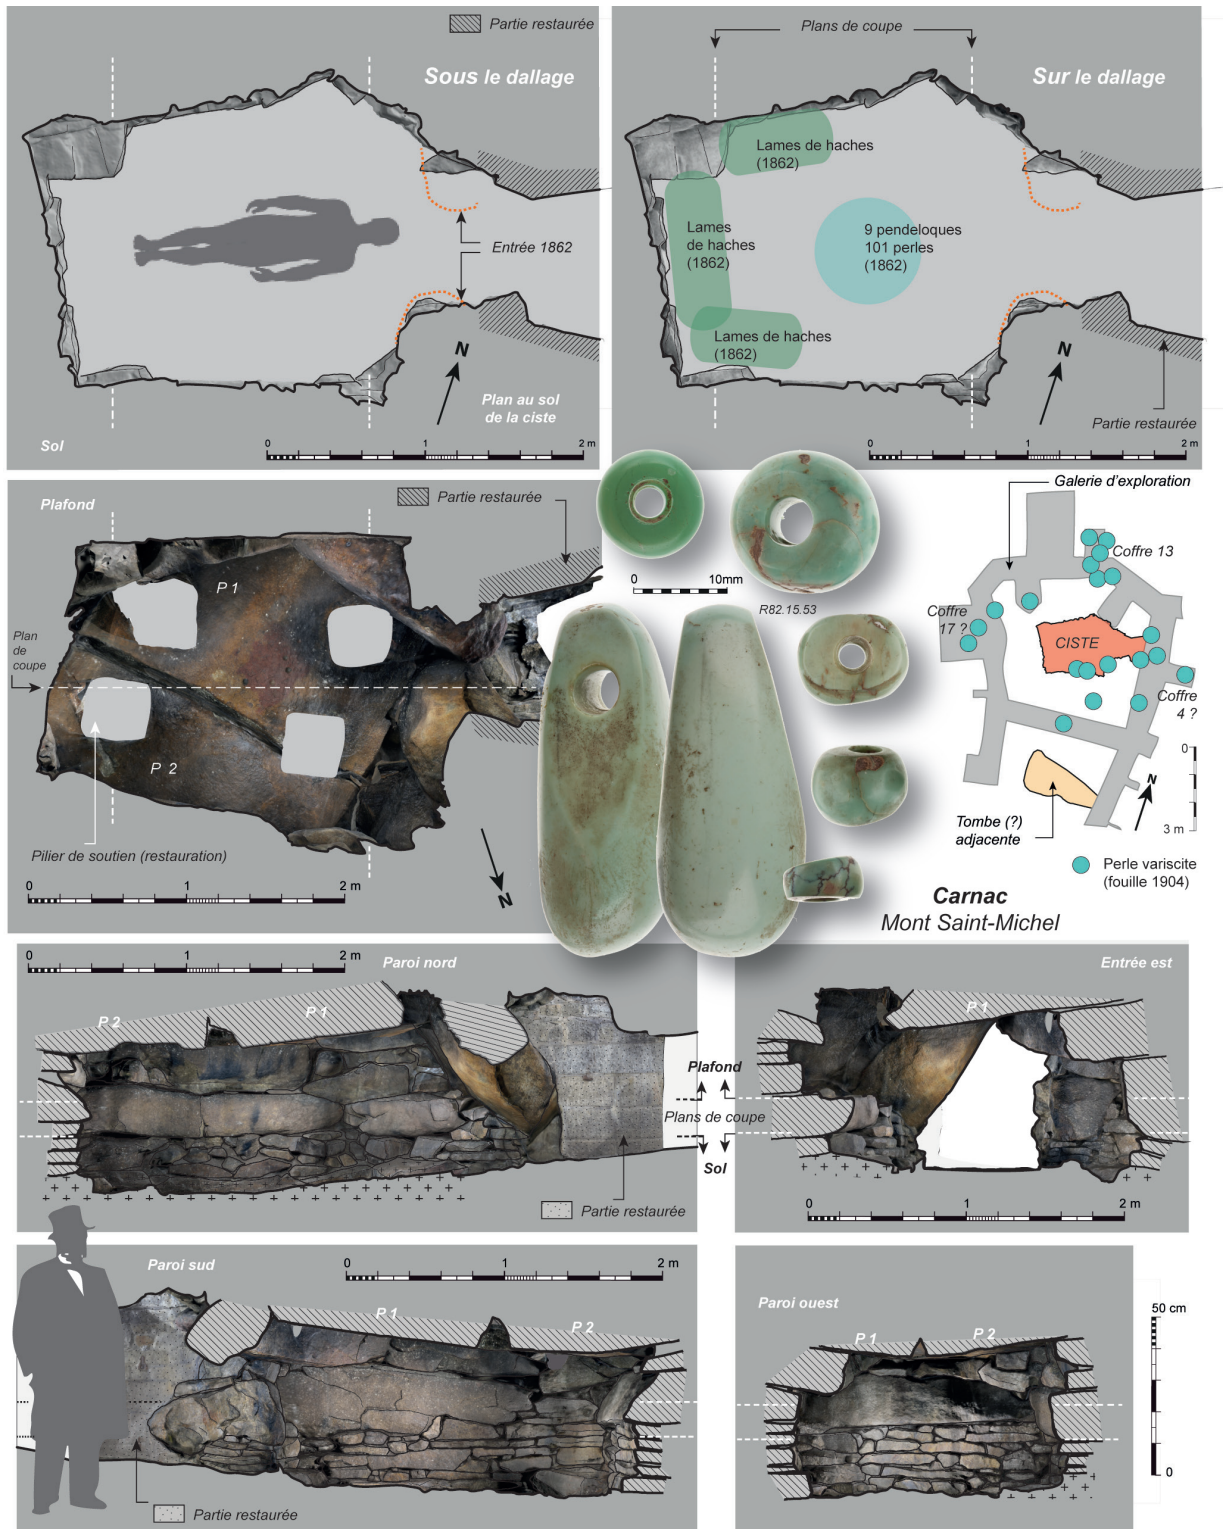 Partie restaurée
Sous le dallage
Entrée 1862
N
Plan au sol
de la ciste
Sol
0 1 2 m
Plans de coupe
Sur le dallage
Lames de haches
(1862)
Lames
de haches
(1862)
9 pendeloques
101 perles
(1862)
Lames de haches
(1862)
N
Partie restaurée
0 1 2 m
Plafond
Partie restaurée
P 1
Plan
de
coupe
P 2
Pilier de soutien (restauration)
N
0 1 2 m
0 10mm
R82.15.53
Galerie d'exploration
Coffre 13
Coffre
17 ?
CISTE
Coffre
4 ?
0
N
3 m
Tombe (?)
adjacente
Perle variscite
(fouille 1904)
Carnac
Mont Saint-Michel
0 1 2 m
Paroi nord
P 2
P 1
Partie restaurée
Plafond
Plans de coupe
Sol
Entrée est
P 1
0 1 2 m
Paroi sud
0 1 2 m
P 1
P 2
Partie restaurée
Paroi ouest
P 1
P 2
50 cm
0